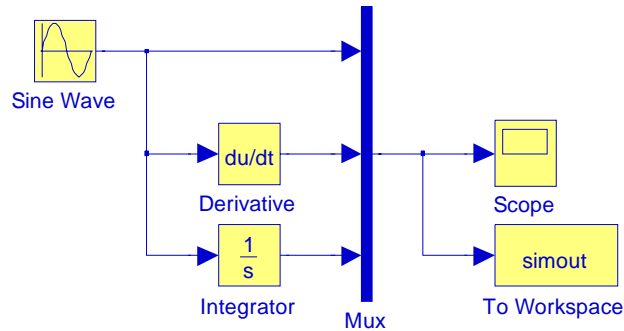 Sine Wave
du/dt
Derivative
Scope
1
s
simout
Integrator
To Workspace
Mux